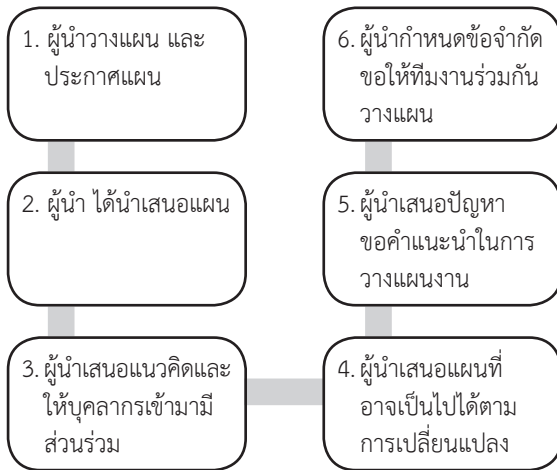 1. ผู้นำวางแผน และ
ประกาศแผน
2. ผู้นำ ได้นำเสนอแผน
3. ผู้นำเสนอแนวคิดและ
ให้บุคลากรเข้ามามี
ส่วนร่วม
4. ผู้นำเสนอแผนที่
อาจเป็นไปได้ตาม
การเปลี่ยนแปลง
5. ผู้นำเสนอปัญหา
ขอคำแนะนำในการ
วางแผนงาน
6. ผู้นำกำหนดข้อจำกัด
ขอให้ทีมงานร่วมกัน
วางแผน